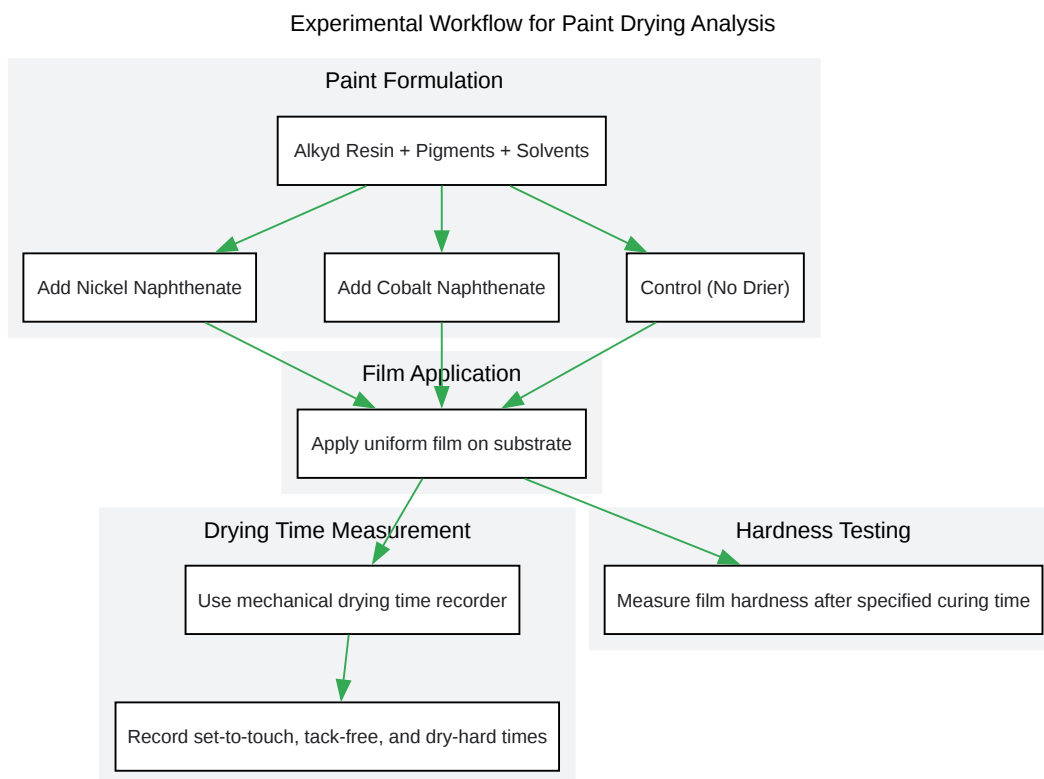 Experimental Workflow for Paint Drying Analysis
Paint Formulation
Alkyd Resin + Pigments + Solvents
Add Nickel Naphthenate
Add Cobalt Naphthenate
Control (No Drier)
Film Application
Apply uniform film on substrate
Drying Time Measurement
Hardness Testing
Use mechanical drying time recorder
Measure film hardness after specified curing time
Record set-to-touch, tack-free, and dry-hard times